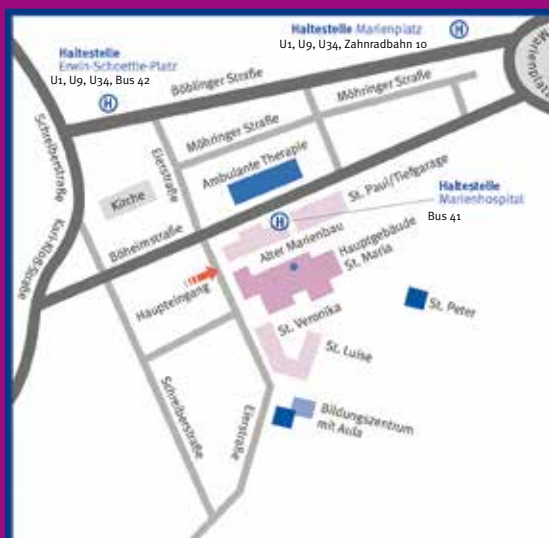 Haltestelle Marienplatz
U1, U9, U34, Zahnradbahn 10
Marienplatz
Haltestelle
Erwin-Schoettle-Platz
U1, U9, U34, Bus 42
Böblinger Straße
Möhringer Straße
Möhringer Straße
Schreiberstraße
Eierstraße
Ambulante Therapie
Kirche
St. Paul/Tiefgarage
Haltestelle
Marienhospital
Bus 41
Karl-Kloß-Straße
Böheimstraße
Alter Marienbau
Hauptgebäude
St. Maria
Haupteingang
St. Peter
St. Veronika
St. Luise
Schreiberstraße
Eierstraße
Bildungszentrum
mit Aula
H
H
H